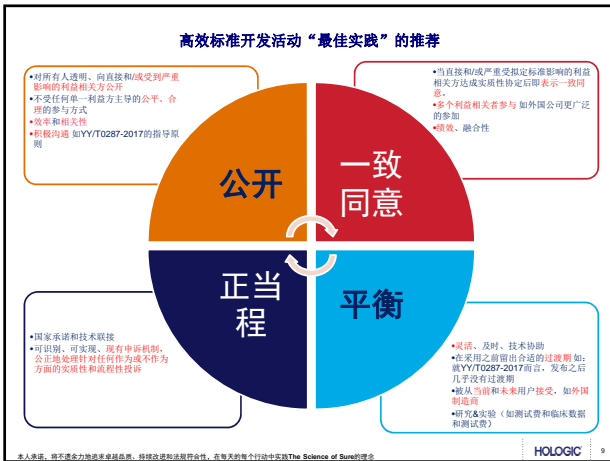 高效标准开发活动“最佳实践”的推荐
•对所有人透明、向直接和/或受到严重
影响的利益相关方公开
•不受任何单一利益方主导的公平、合
理的参与方式
•效率和相关性
•积极沟通 如YY/T0287-2017的指导原
则
•当直接和/或严重受拟定标准影响的利益
相关方达成实质性协定后即表示一致同
意。
•多个利益相关者参与 如外国公司更广泛
的参加
•绩效、融合性
公开
一致
同意
正当
程
平衡
•国家承诺和技术联接
•可识别、可实现、现有申诉机制，
公正地处理针对任何作为或不作为
方面的实质性和流程性投诉
•灵活、及时、技术协助
•在采用之前留出合适的过渡期 如：
就YY/T0287-2017而言，发布之后
几乎没有过渡期
•被从当前和未来用户接受，如外国
制造商
•研究&实验（如测试费和临床数据
和测试费）
本人承诺，将不遗余力地追求卓越品质、持续改进和法规符合性，在每天的每个行动中实践The Science of Sure的理念
HOLOGIC®
9